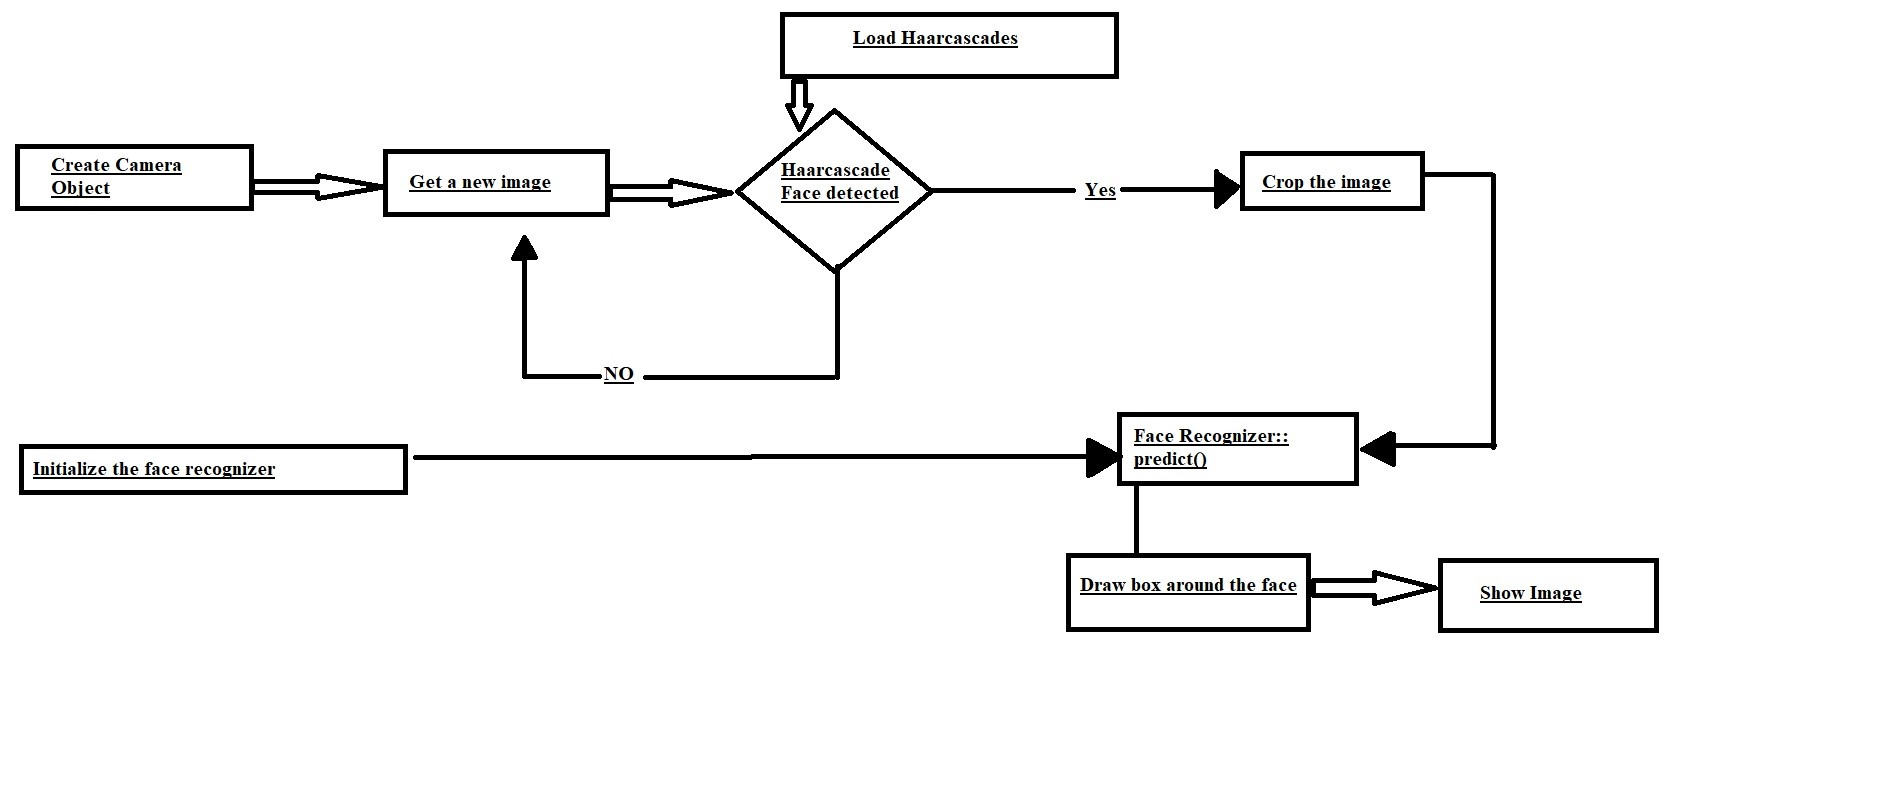 Load Haarcascades
Create Camera
Object
Get a new image
Haarcascade
Face detected
Yes
Crop the image
NO
Initialize the face recognizer
Face Recognizer::
predict()
Draw box around the face
Show Image